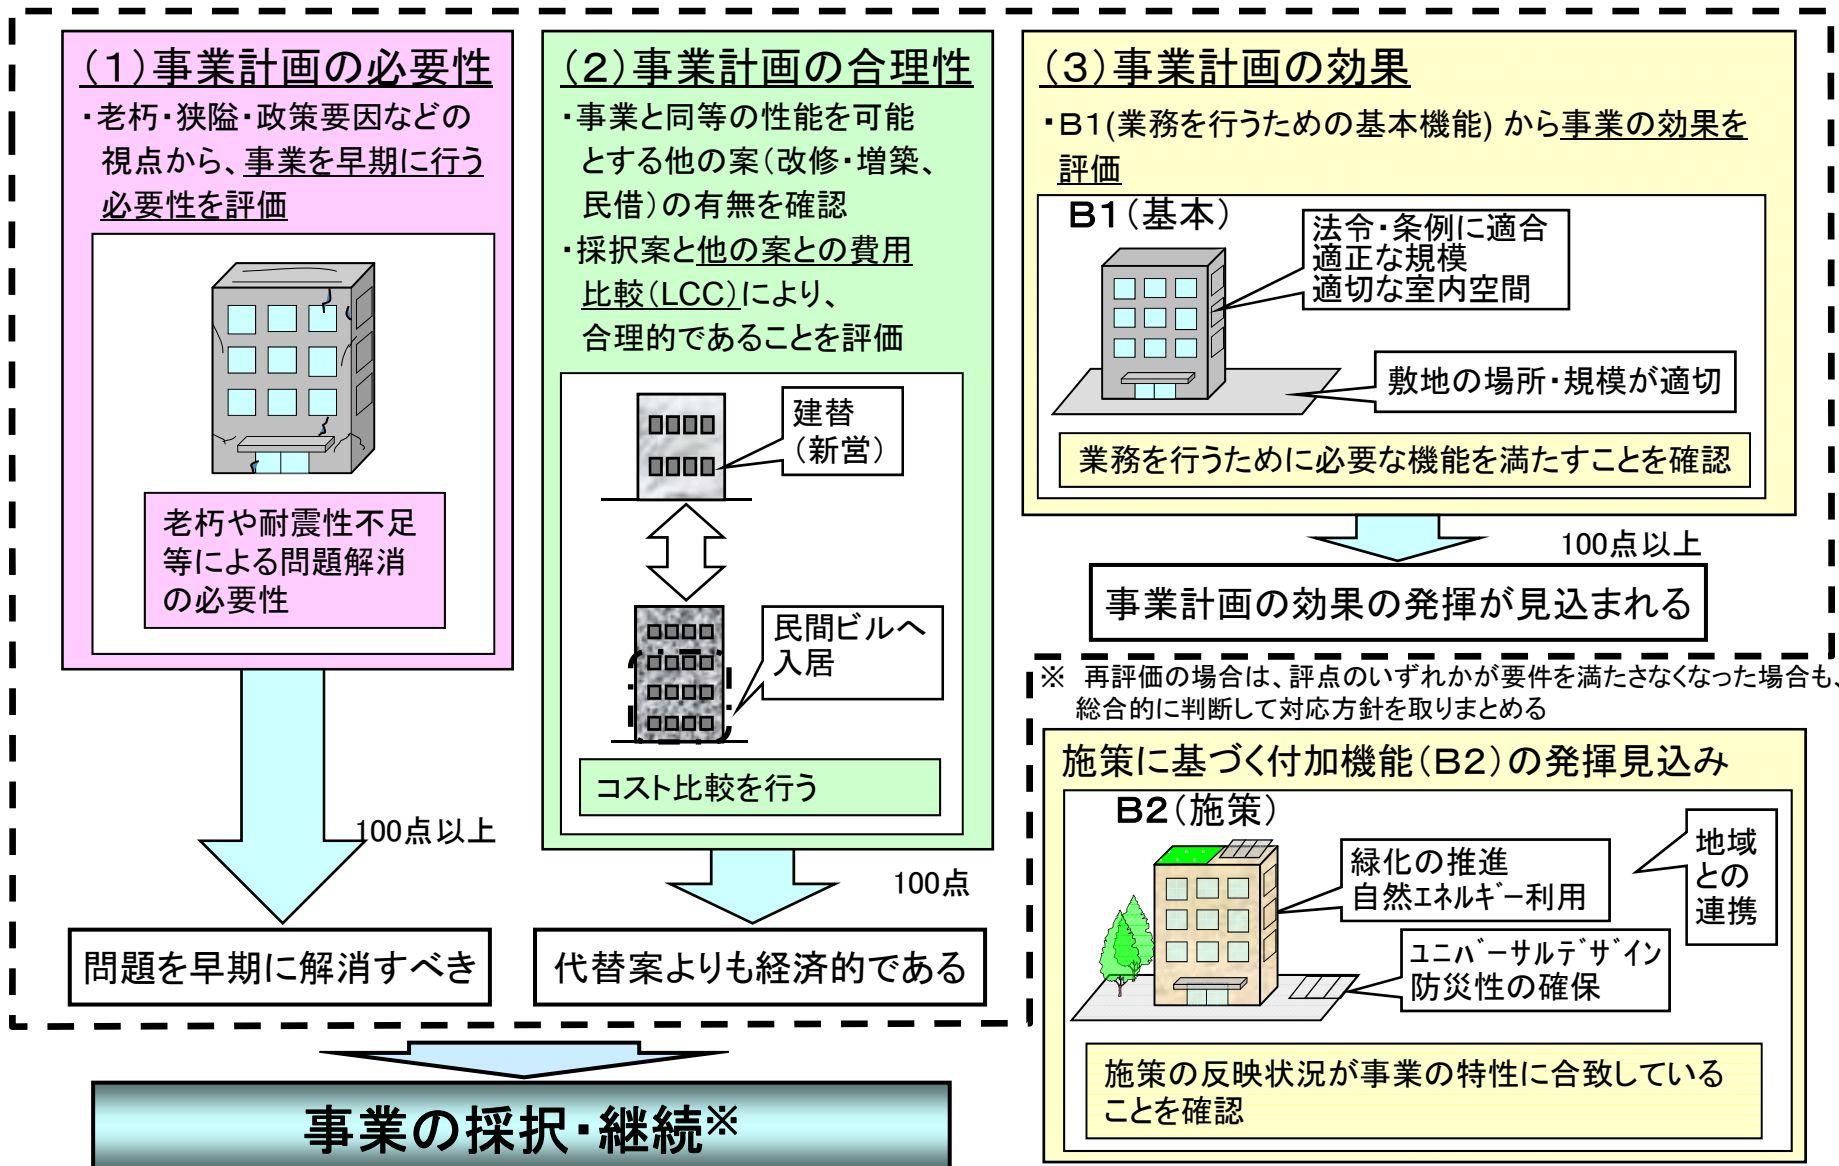 (1)事業計画の必要性
・老朽・狭隘・政策要因などの
視点から、事業を早期に行う
必要性を評価
老朽や耐震性不足
等による問題解消
の必要性
100点以上
問題を早期に解消すべき
(2)事業計画の合理性
・事業と同等の性能を可能
とする他の案(改修・増築、
民借)の有無を確認
・採択案と他の案との費用
比較(LCC)により、
合理的であることを評価
建替
(新営)
民間ビルへ
入居
コスト比較を行う
100点
代替案よりも経済的である
(3)事業計画の効果
・B1(業務を行うための基本機能) から事業の効果を
評価
B1(基本)
法令・条例に適合
適正な規模
適切な室内空間
敷地の場所・規模が適切
業務を行うために必要な機能を満たすことを確認
100点以上
事業計画の効果の発揮が見込まれる
※ 再評価の場合は、評点のいずれかが要件を満たさなくなった場合も、
総合的に判断して対応方針を取りまとめる
施策に基づく付加機能(B2)の発揮見込み
B2(施策)
緑化の推進
自然エネルギー利用
地域
との
連携
ユニバーサルデザイン
防災性の確保
施策の反映状況が事業の特性に合致している
ことを確認
事業の採択・継続※